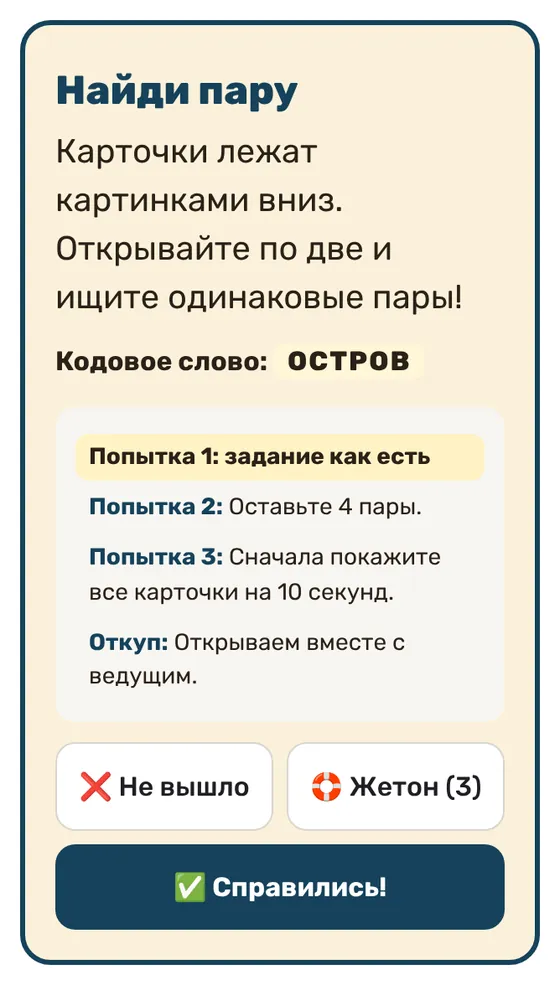 Найди пару
Карточки лежат
картинками вниз.
Открывайте по две и
ищите одинаковые пары!
Кодовое слово: ОСТРОВ
Попытка 1: задание как есть
Попытка 2: Оставьте 4 пары.
Попытка 3: Сначала покажите
все карточки на 10 секунд.
Откуп: Открываем вместе с
ведущим.
❌ Не вышло
🛟 Жетон (3)
✅ Справились!